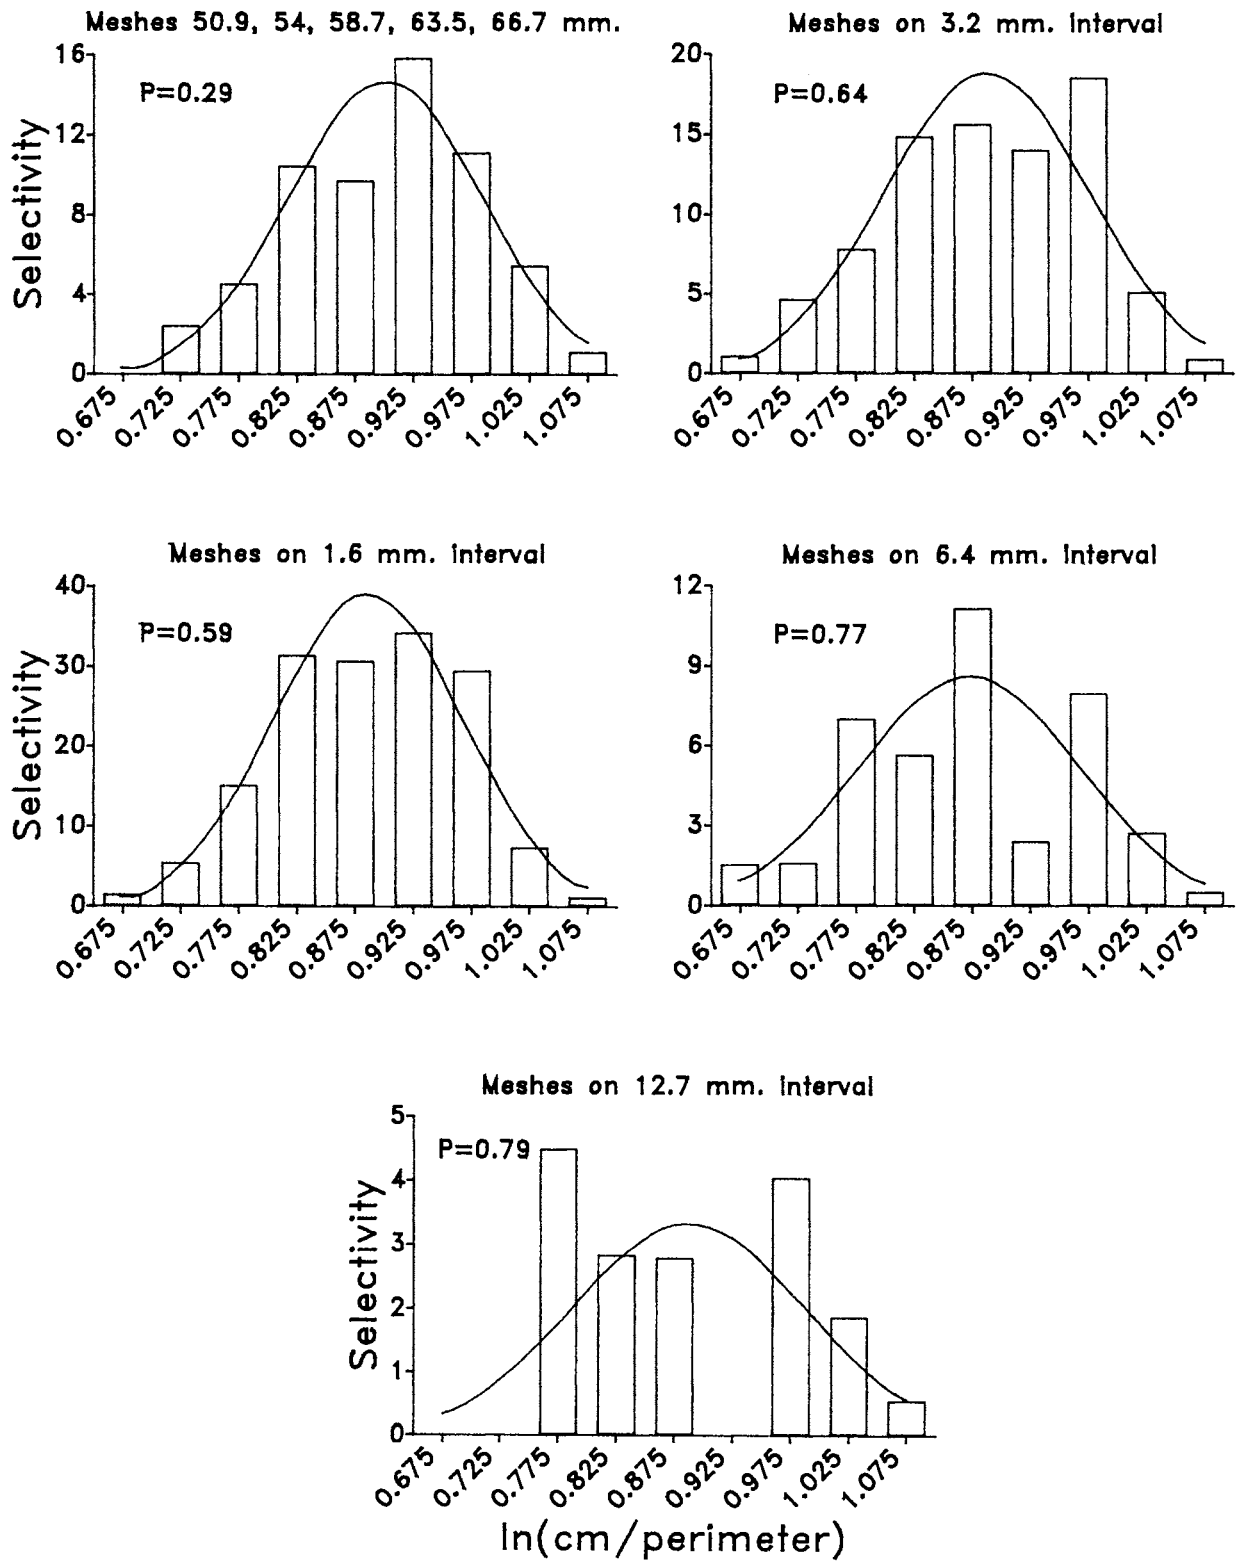 Meshes 50.9, 54, 58.7, 63.5, 66.7 mm.
P=0.29
Selectivity
16
12
8
4
0
0.675 0.725 0.775 0.825 0.875 0.925 0.975 1.025 1.075
Meshes on 3.2 mm. interval
P=0.64
20
15
10
5
0
0.675 0.725 0.775 0.825 0.875 0.925 0.975 1.025 1.075
Meshes on 1.6 mm. interval
P=0.59
Selectivity
40
30
20
10
0
0.675 0.725 0.775 0.825 0.875 0.925 0.975 1.025 1.075
Meshes on 6.4 mm. interval
P=0.77
12
9
6
3
0
0.675 0.725 0.775 0.825 0.875 0.925 0.975 1.025 1.075
Meshes on 12.7 mm. interval
P=0.79
Selectivity
5
4
3
2
1
0
0.675 0.725 0.775 0.825 0.875 0.925 0.975 1.025 1.075
ln(cm/perimeter)